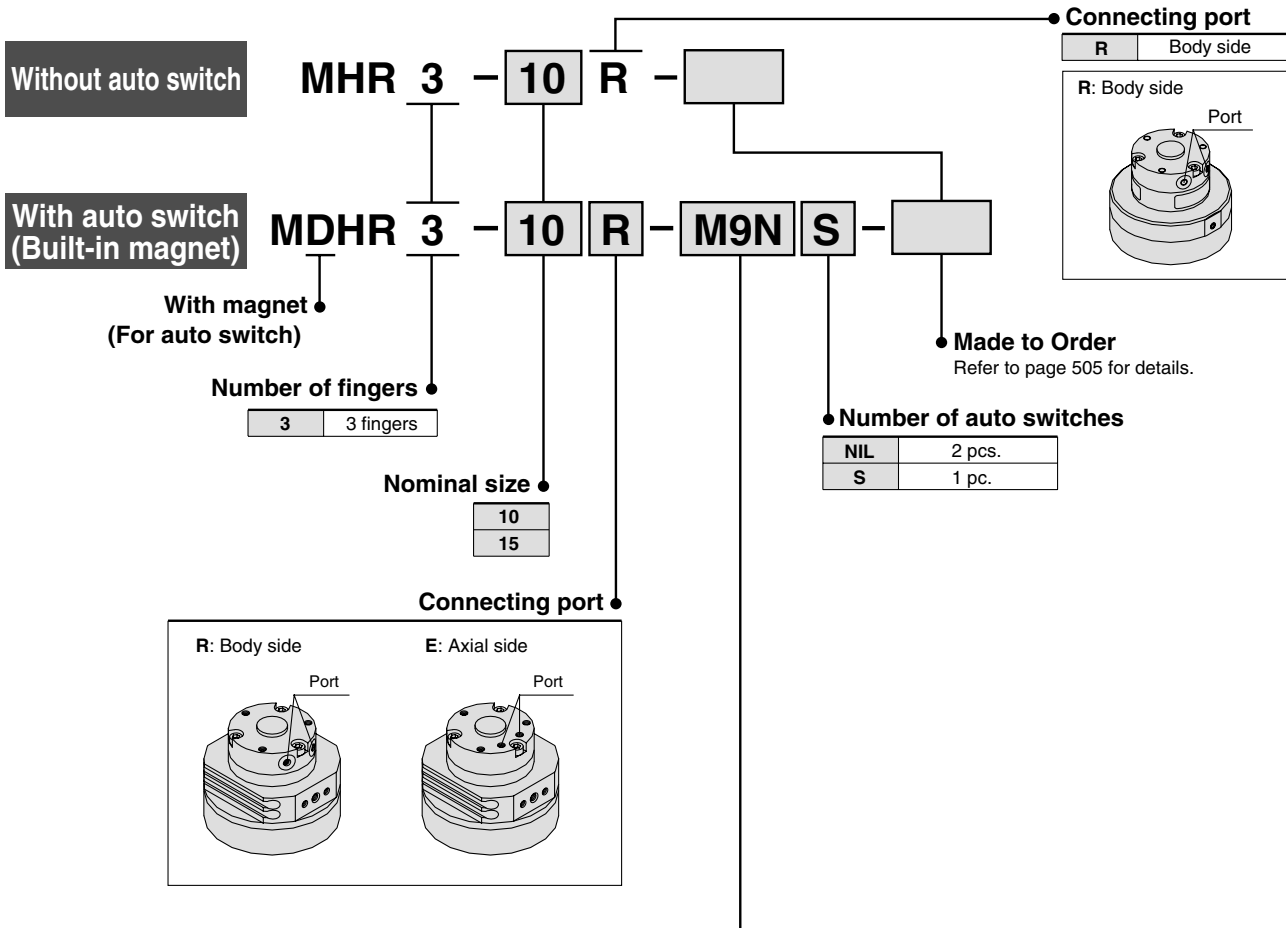 Connecting port
R Body side
R: Body side
Port
Without auto switch
MHR 3 – 10 R –
With auto switch
(Built-in magnet)
MDHR 3 – 10 R – M9N S –
With magnet
(For auto switch)
Made to Order
Refer to page 505 for details.
Number of fingers
3 3 fingers
Number of auto switches
NIL 2 pcs.
S 1 pc.
Nominal size
10
15
Connecting port
R: Body side E: Axial side
Port Port